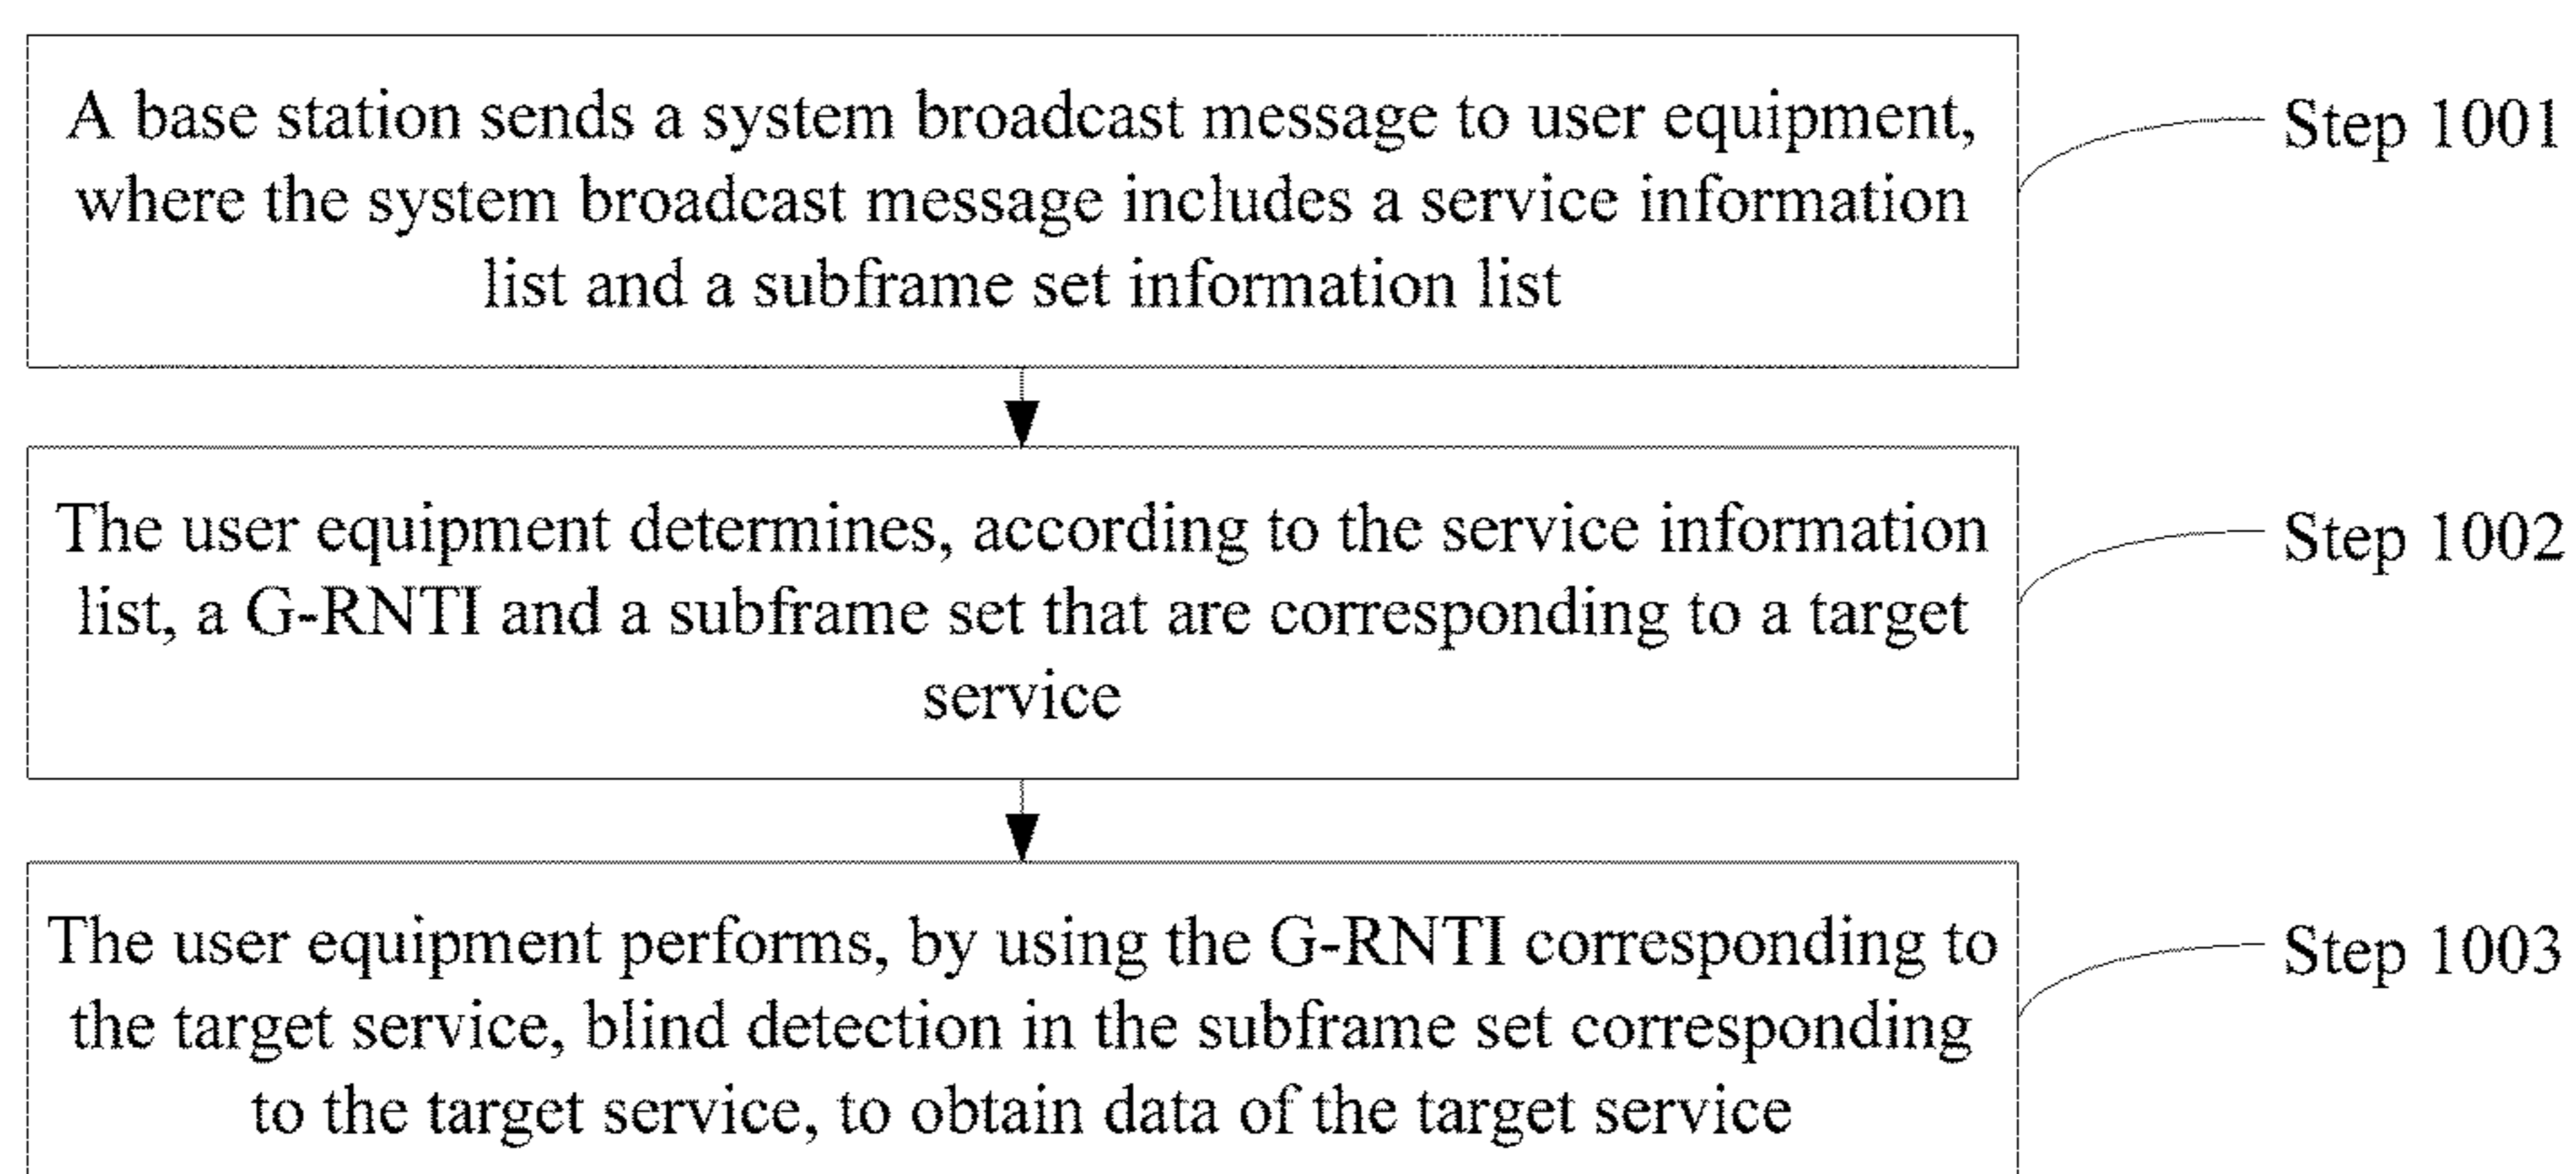 A base station sends a system broadcast message to user equipment,
where the system broadcast message includes a service information
list and a subframe set information list
Step 1001
The user equipment determines, according to the service information
list, a G-RNTI and a subframe set that are corresponding to a target
service
Step 1002
The user equipment performs, by using the G-RNTI corresponding to
the target service, blind detection in the subframe set corresponding
to the target service, to obtain data of the target service
Step 1003